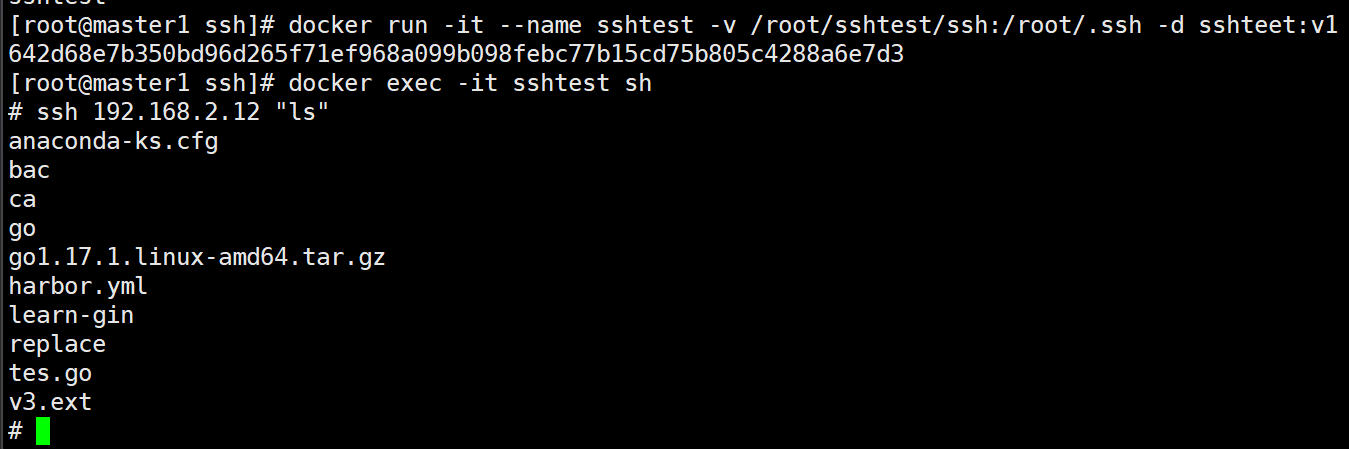 sshtest
[root@master1 ssh]# docker run -it --name sshtest -v /root/sshtest/ssh:/root/.ssh -d sshteet:v1
642d68e7b350bd96d265f71ef968a099b098febc77b15cd75b805c4288a6e7d3
[root@master1 ssh]# docker exec -it sshtest sh
# ssh 192.168.2.12 "ls"
anaconda-ks.cfg
bac
ca
go
go1.17.1.linux-amd64.tar.gz
harbor.yml
learn-gin
replace
tes.go
v3.ext
#